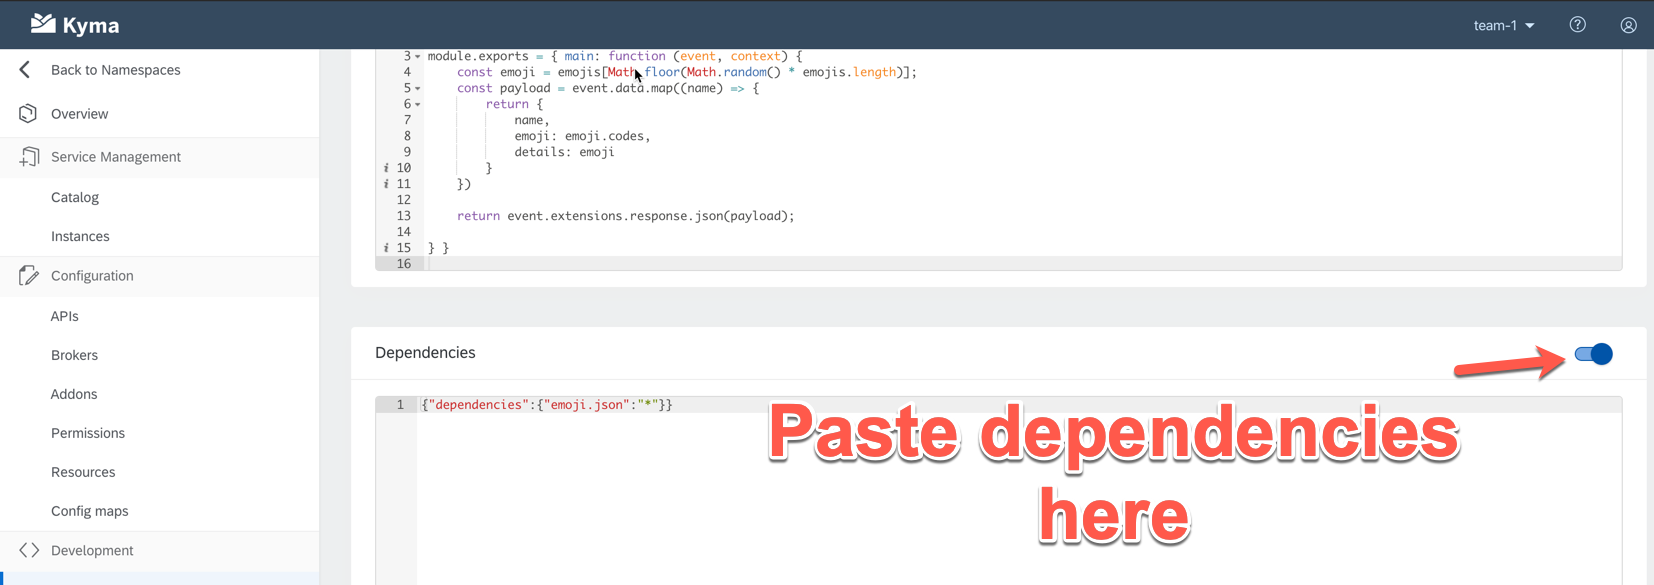 Kyma
team-1
Back to Namespaces
Overview
Service Management
Catalog
Instances
Configuration
APIs
Brokers
Addons
Permissions
Resources
Config maps
Development
3 module.exports = { main: function (event, context) {
4 const emoji = emojis[Math.floor(Math.random() * emojis.length)];
5 const payload = event.data.map((name) => {
6 return {
7 name,
8 emoji: emoji.codes,
9 details: emoji
i 10 }
i 11 })
12
13 return event.extensions.response.json(payload);
14
i 15 } }
16
Dependencies
1 {"dependencies":{"emoji.json":"*"}}
Paste dependencies
here